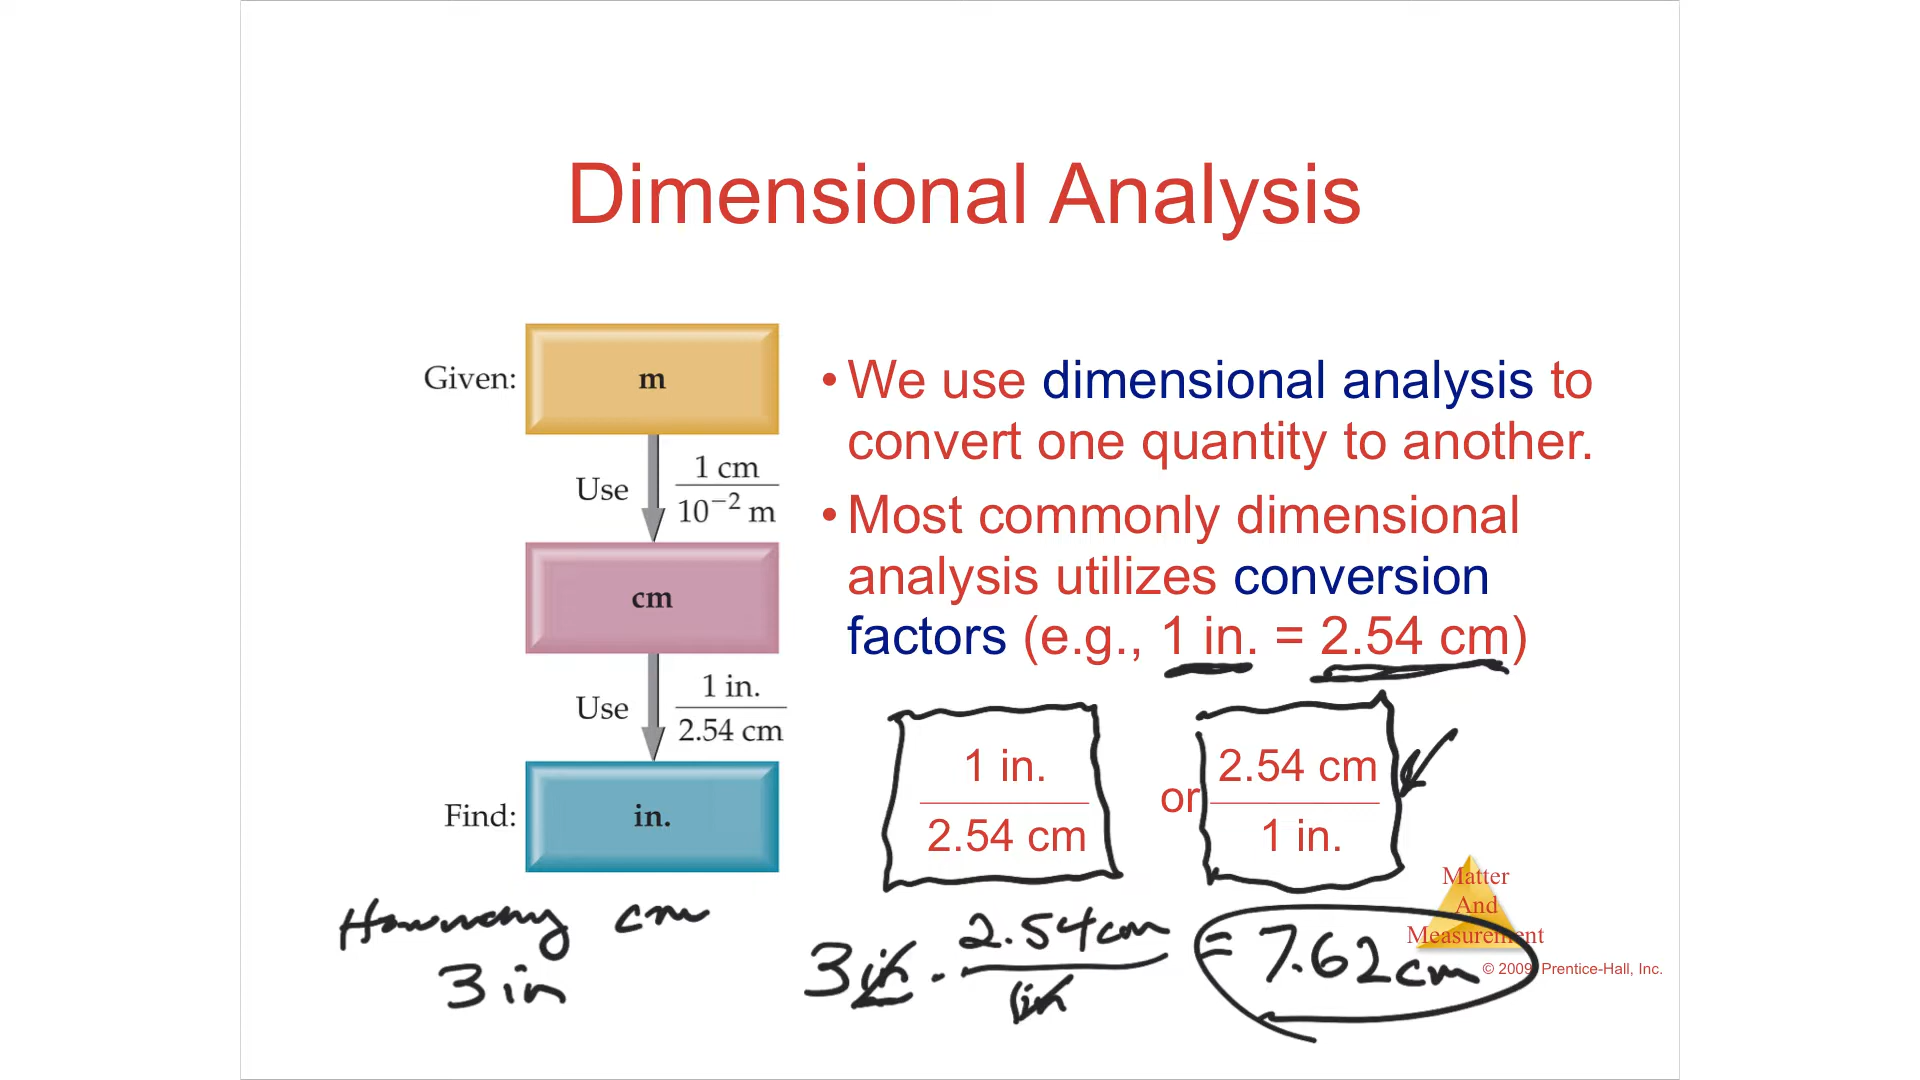 Dimensional Analysis
Given: m
Use 1 cm
10⁻² m
cm
Use 1 in.
2.54 cm
Find: in.
• We use dimensional analysis to
convert one quantity to another.
• Most commonly dimensional
analysis utilizes conversion
factors (e.g., 1 in. = 2.54 cm)
1 in.
2.54 cm
or
2.54 cm
1 in.
Matter
And
Measurement
© 2009, Prentice-Hall, Inc.
How many cm
3 in
3 in · 2.54 cm
1 in
= 7.62 cm